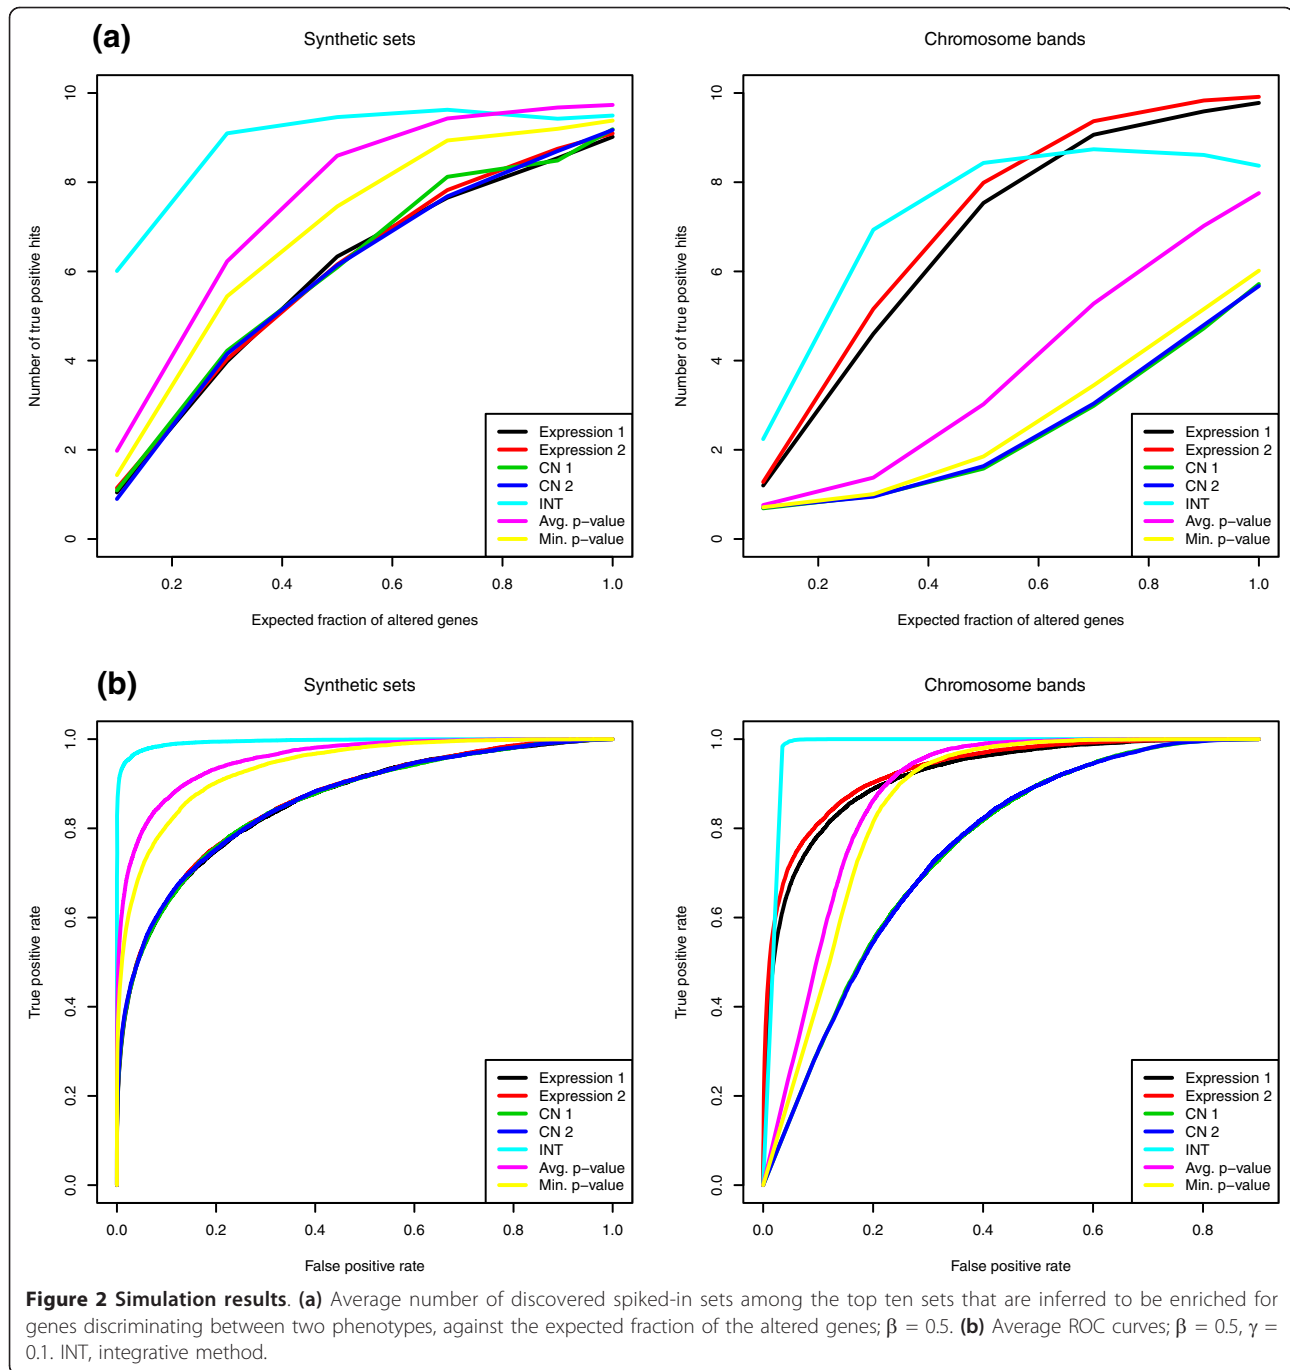 (a)
Synthetic sets
Number of true positive hits
0
2
4
6
8
10
0.2
0.4
0.6
0.8
1.0
Expected fraction of altered genes
Expression 1
Expression 2
CN 1
CN 2
INT
Avg. p−value
Min. p−value
Chromosome bands
Number of true positive hits
0
2
4
6
8
10
0.2
0.4
0.6
0.8
1.0
Expected fraction of altered genes
Expression 1
Expression 2
CN 1
CN 2
INT
Avg. p−value
Min. p−value
(b)
Synthetic sets
True positive rate
0.0
0.2
0.4
0.6
0.8
1.0
0.0
0.2
0.4
0.6
0.8
1.0
False positive rate
Expression 1
Expression 2
CN 1
CN 2
INT
Avg. p−value
Min. p−value
Chromosome bands
True positive rate
0.0
0.2
0.4
0.6
0.8
1.0
0.0
0.2
0.4
0.6
0.8
False positive rate
Expression 1
Expression 2
CN 1
CN 2
INT
Avg. p−value
Min. p−value
Figure 2 Simulation results. (a) Average number of discovered spiked-in sets among the top ten sets that are inferred to be enriched for
genes discriminating between two phenotypes, against the expected fraction of the altered genes; β = 0.5. (b) Average ROC curves; β = 0.5, γ =
0.1. INT, integrative method.